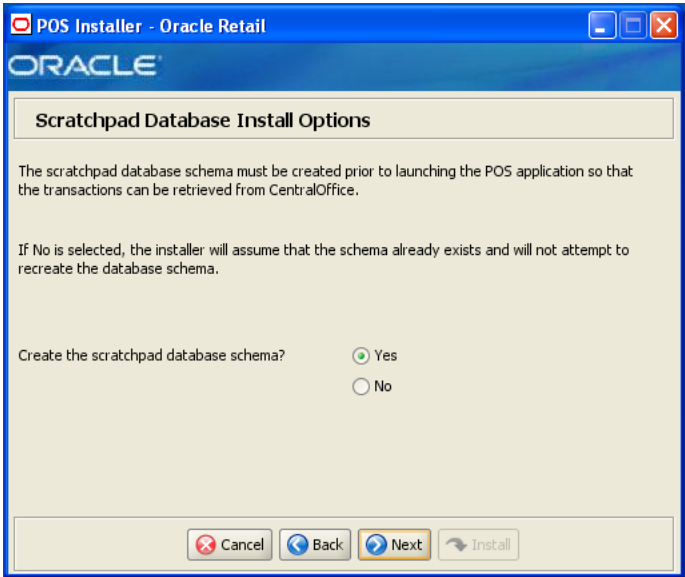 POS Installer - Oracle Retail
ORACLE
Scratchpad Database Install Options
The scratchpad database schema must be created prior to launching the POS application so that
the transactions can be retrieved from CentralOffice.
If No is selected, the installer will assume that the schema already exists and will not attempt to
recreate the database schema.
Create the scratchpad database schema?
Yes
No
Cancel
Back
Next
Install